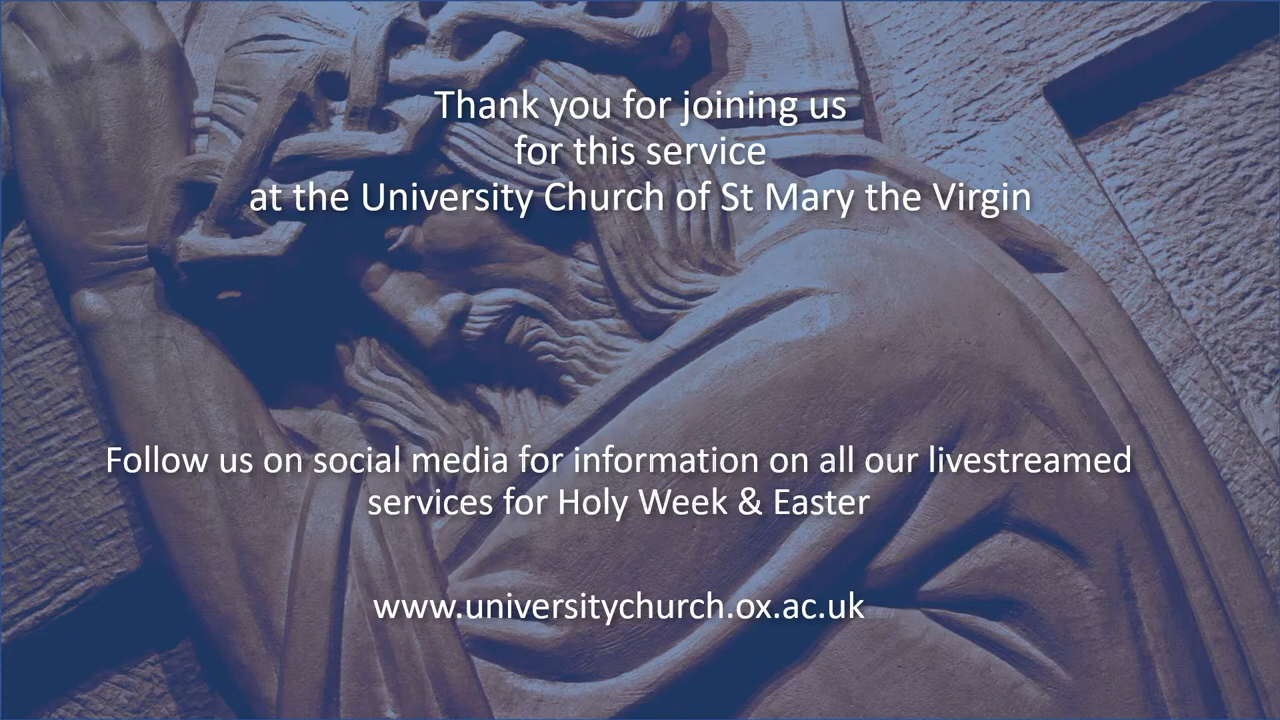 Thank you for joining us
for this service
at the University Church of St Mary the Virgin
Follow us on social media for information on all our livestreamed
services for Holy Week & Easter
www.universitychurch.ox.ac.uk